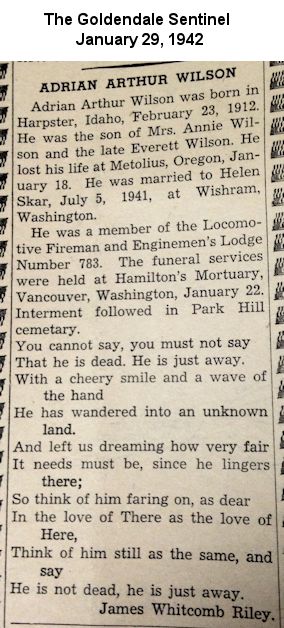 The Goldendale Sentinel
January 29, 1942
ADRIAN ARTHUR WILSON
Adrian Arthur Wilson was born in
Harpster, Idaho, February 23, 1912.
He was the son of Mrs. Annie Wil-
son and the late Everett Wilson. He
lost his life at Metolius, Oregon, Jan-
uary 18. He was married to Helen
Skar, July 5, 1941, at Wishram,
Washington.
He was a member of the Locomo-
tive Fireman and Enginemen's Lodge
Number 783. The funeral services
were held at Hamilton's Mortuary,
Vancouver, Washington, January 22.
Interment followed in Park Hill
cemetary.
You cannot say, you must not say
That he is dead. He is just away.
With a cheery smile and a wave of
the hand
He has wandered into an unknown
land.
And left us dreaming how very fair
It needs must be, since he lingers
there;
So think of him faring on, as dear
In the love of There as the love of
Here,
Think of him still as the same, and
say
He is not dead, he is just away.
James Whitcomb Riley.